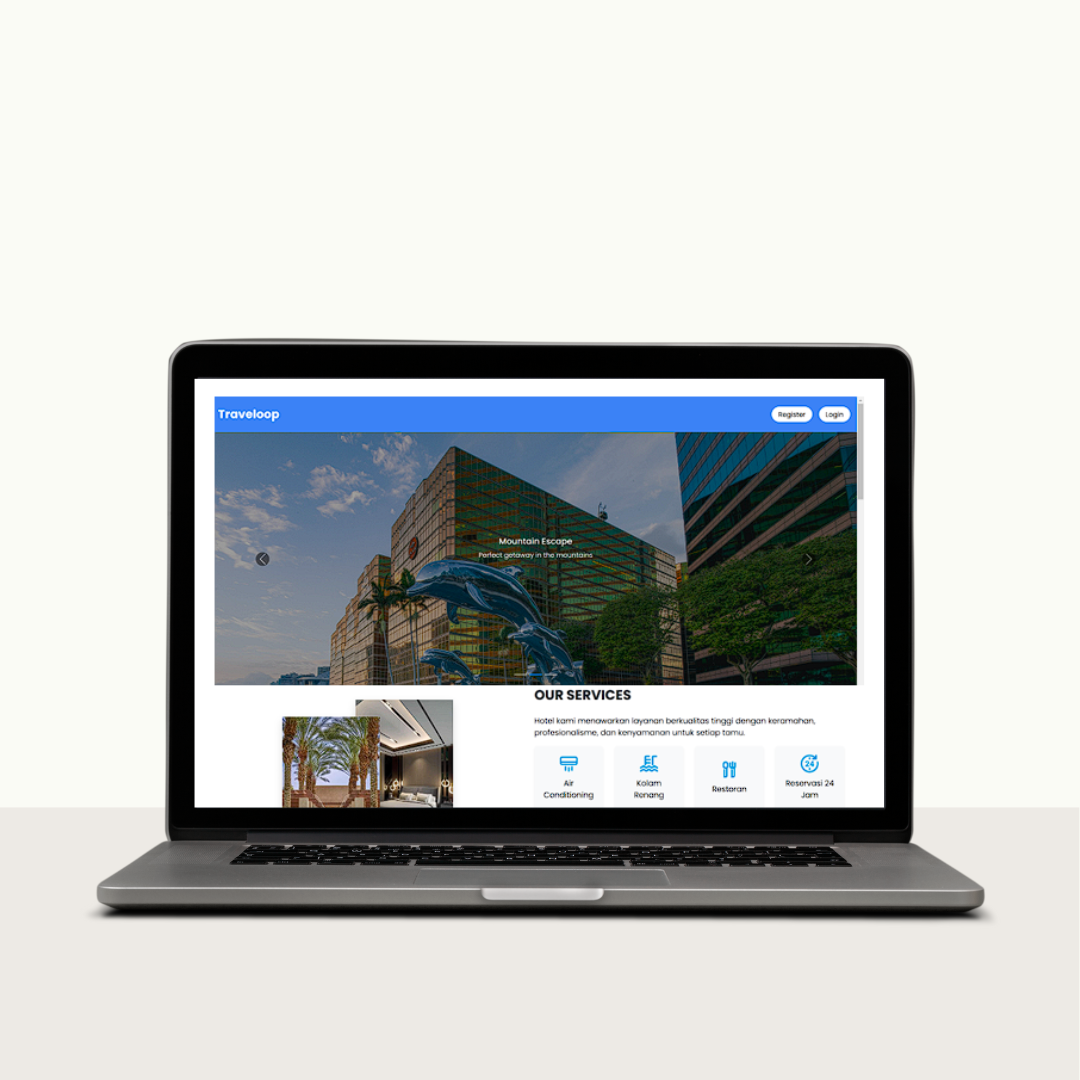 Traveloop
Register
Login
Mountain Escape
Perfect getaway in the mountains
OUR SERVICES
Hotel kami menawarkan layanan berkualitas tinggi dengan keramahan,
profesionalisme, dan kenyamanan untuk setiap tamu.
Air
Conditioning
Kolam
Renang
Restoran
24
Reservasi 24
Jam